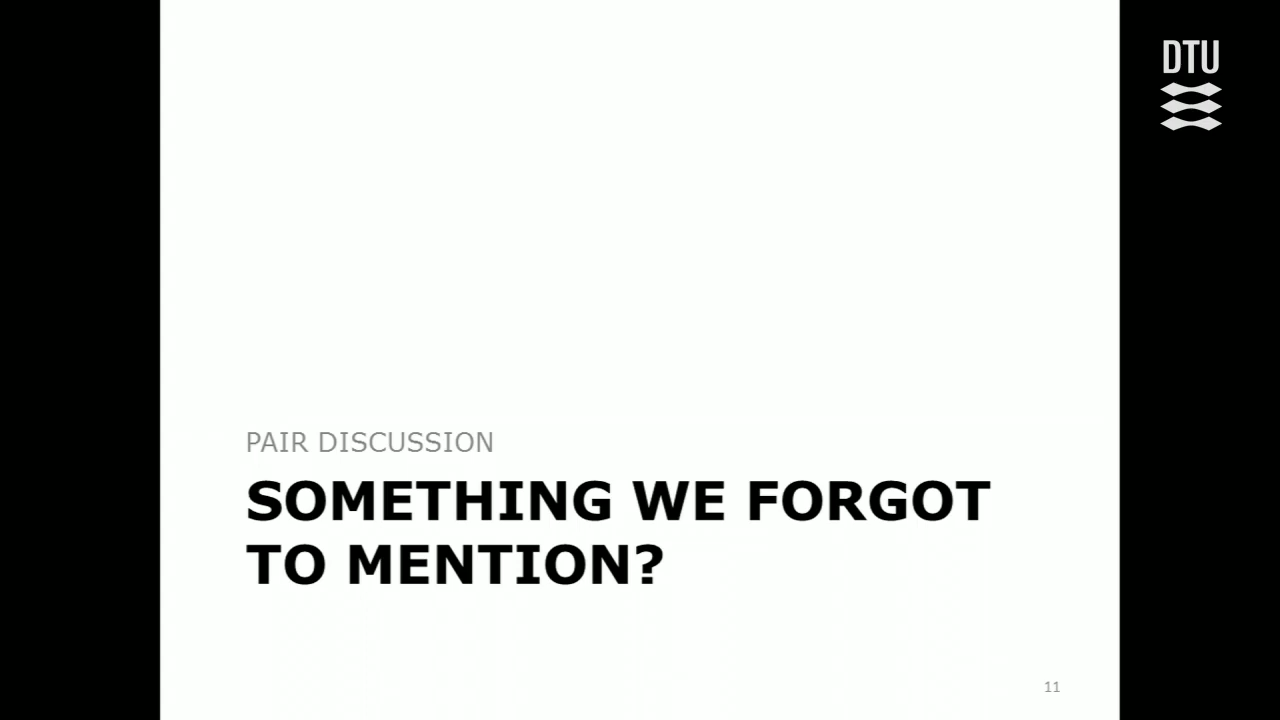 DTU
PAIR DISCUSSION
SOMETHING WE FORGOT
TO MENTION?
11